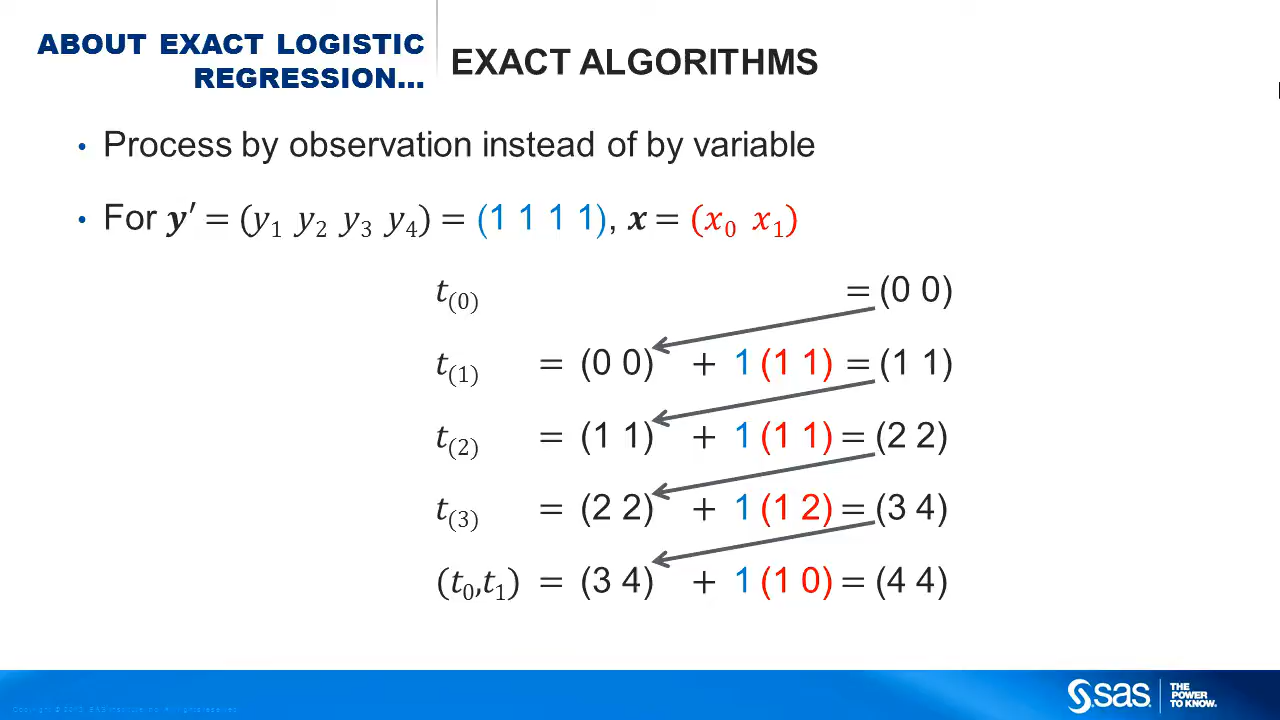 ABOUT EXACT LOGISTIC
REGRESSION...
EXACT ALGORITHMS
• Process by observation instead of by variable
• For y′ = (y₁ y₂ y₃ y₄) = (1 1 1 1), x = (x₀ x₁)
t₍₀₎ = (0 0)
t₍₁₎ = (0 0) + 1 (1 1) = (1 1)
t₍₂₎ = (1 1) + 1 (1 1) = (2 2)
t₍₃₎ = (2 2) + 1 (1 2) = (3 4)
(t₀,t₁) = (3 4) + 1 (1 0) = (4 4)
sas
THE
POWER
TO KNOW.